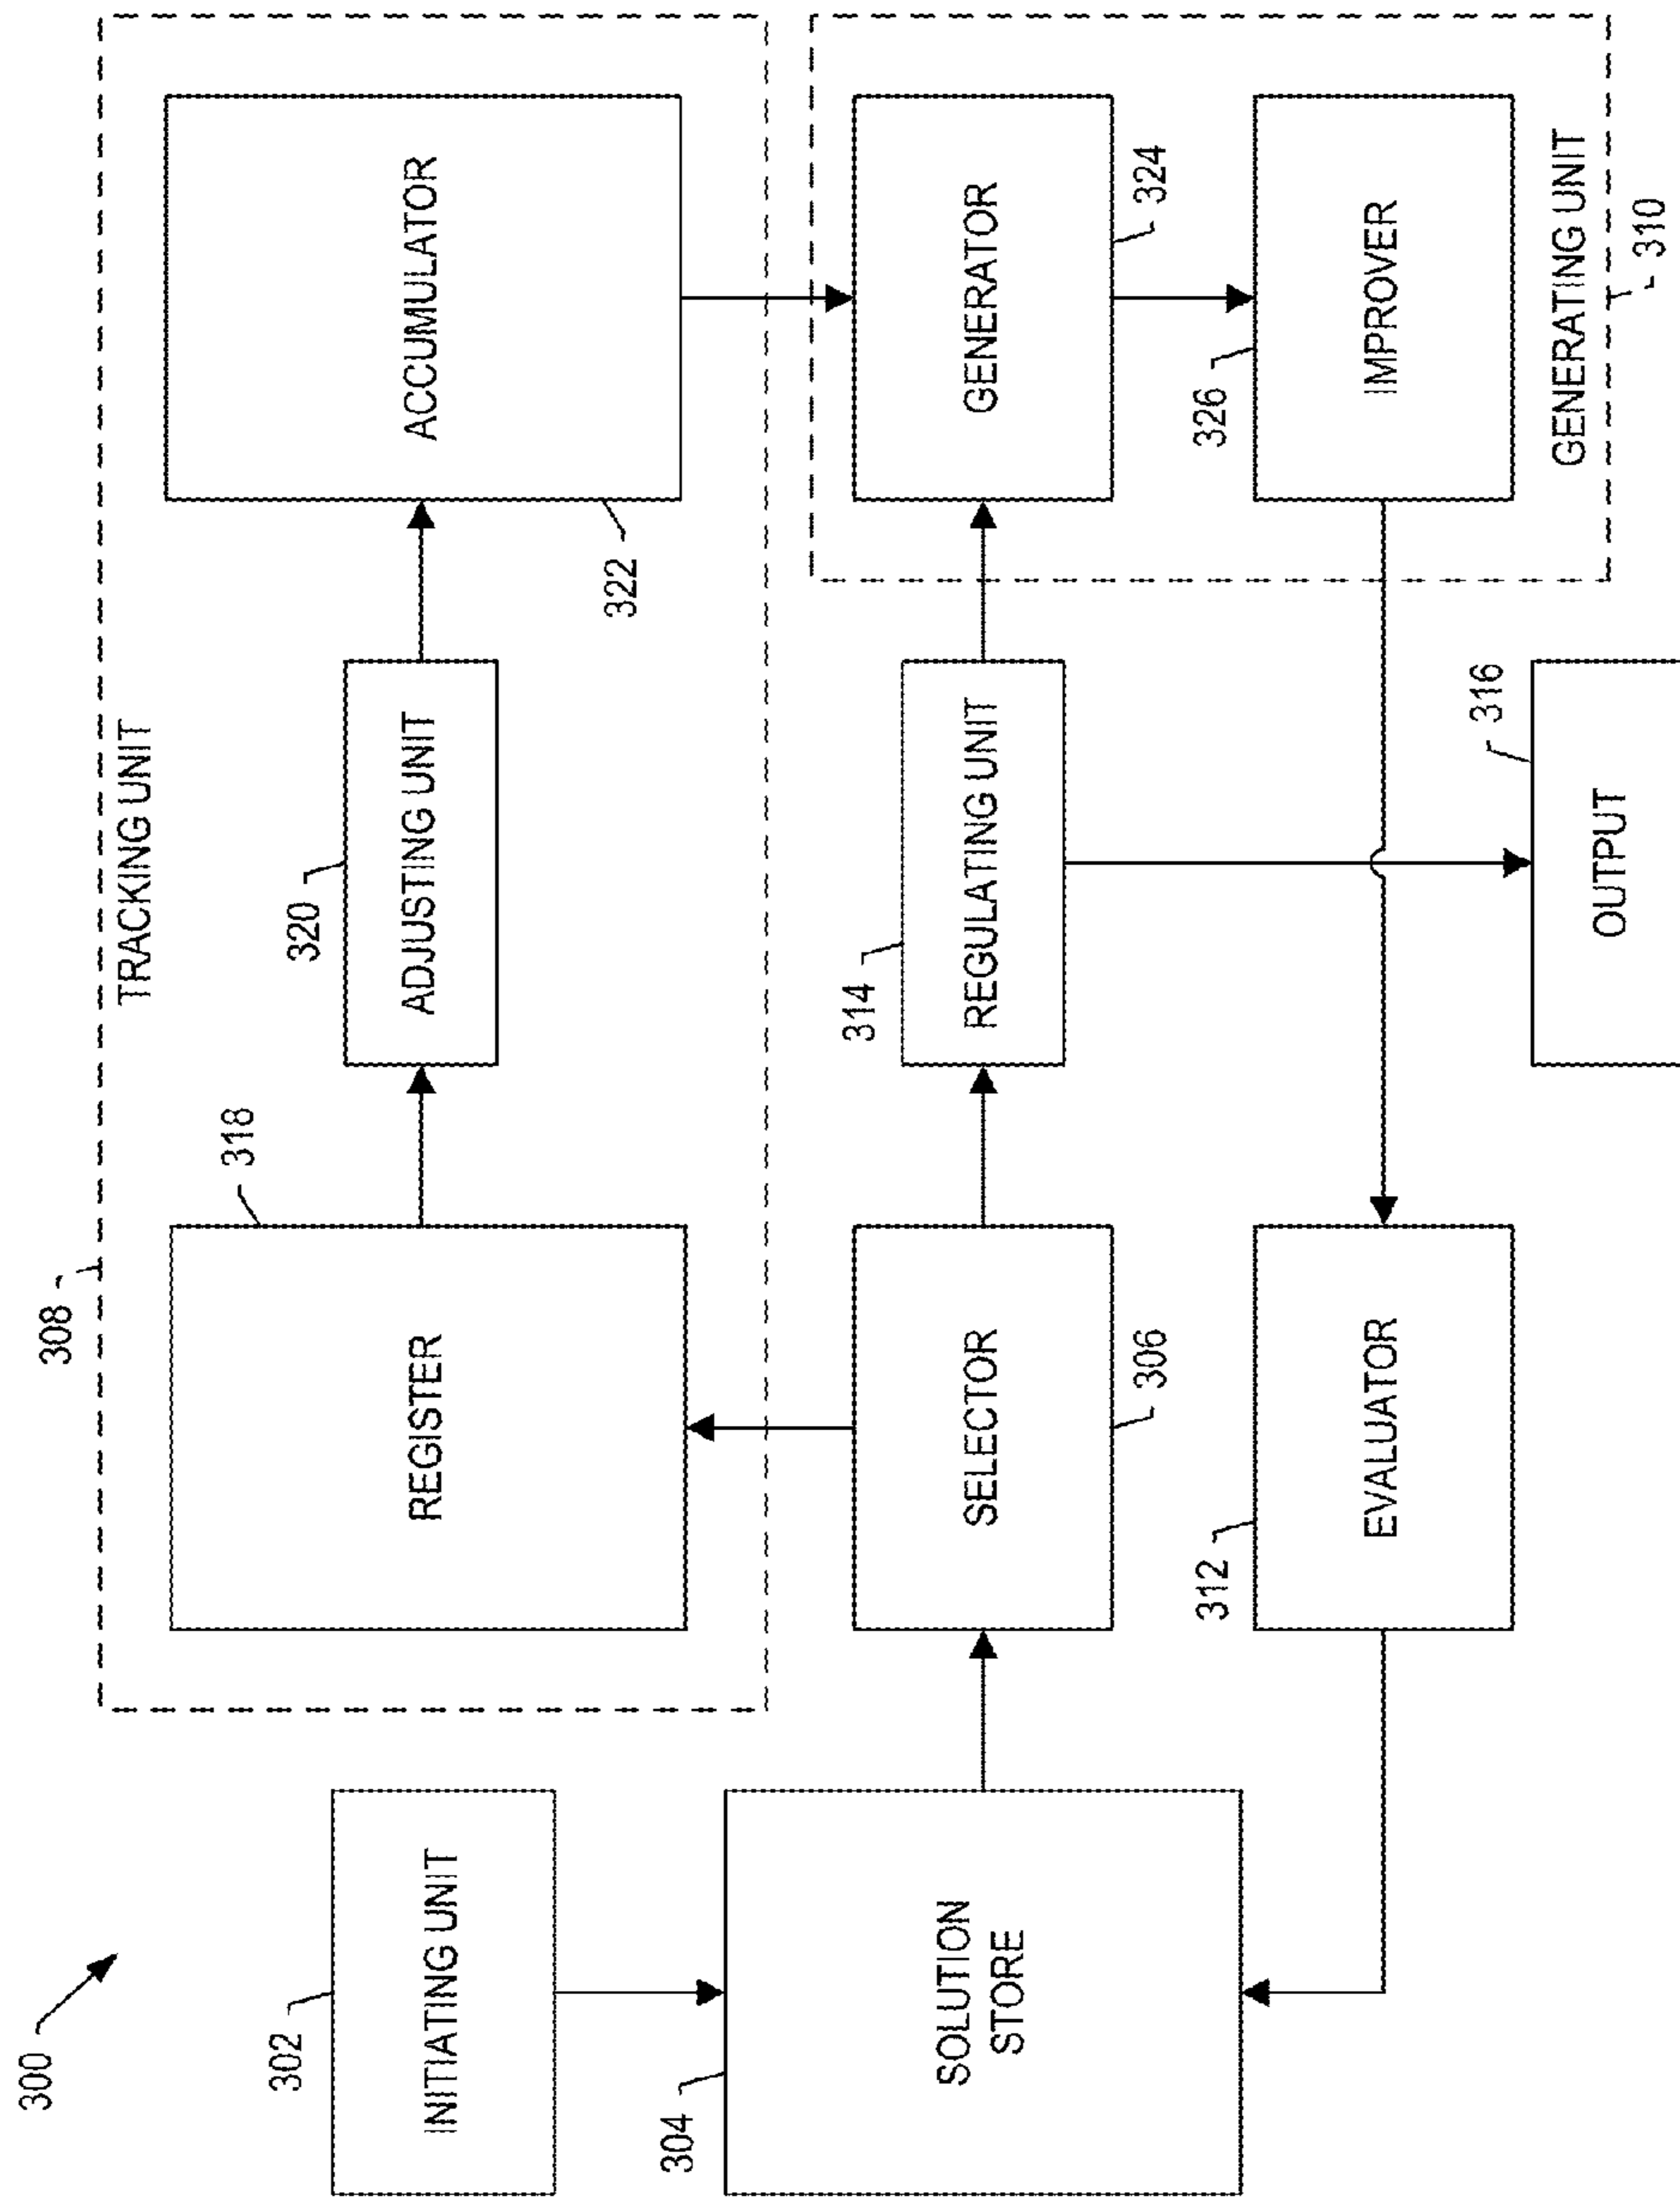 300
308
TRACKING UNIT
302
INITIATING UNIT
318
REGISTER
320
ADJUSTING UNIT
322
ACCUMULATOR
304
SOLUTION
STORE
306
SELECTOR
314
REGULATING UNIT
324
GENERATOR
312
EVALUATOR
326
IMPROVER
GENERATING UNIT
310
316
OUTPUT